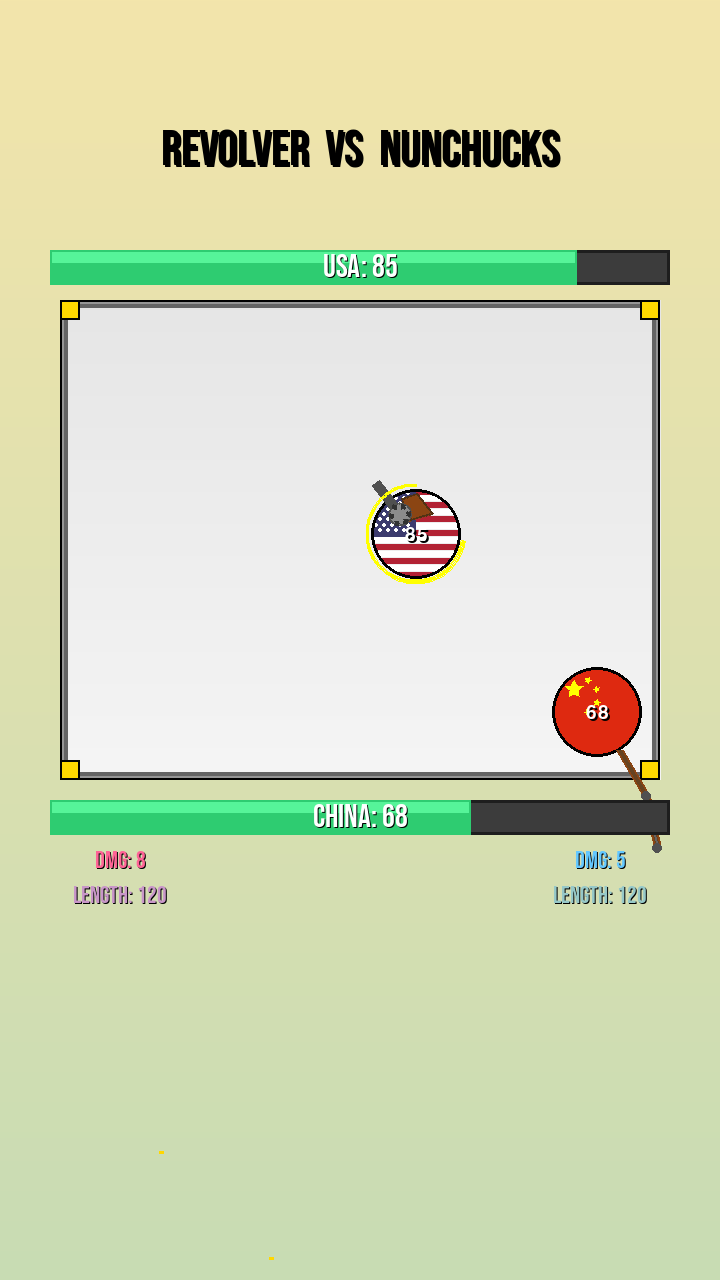 REVOLVER VS NUNCHUCKS
USA: 85
85
68
CHINA: 68
DMG: 8
DMG: 5
LENGTH: 120
LENGTH: 120